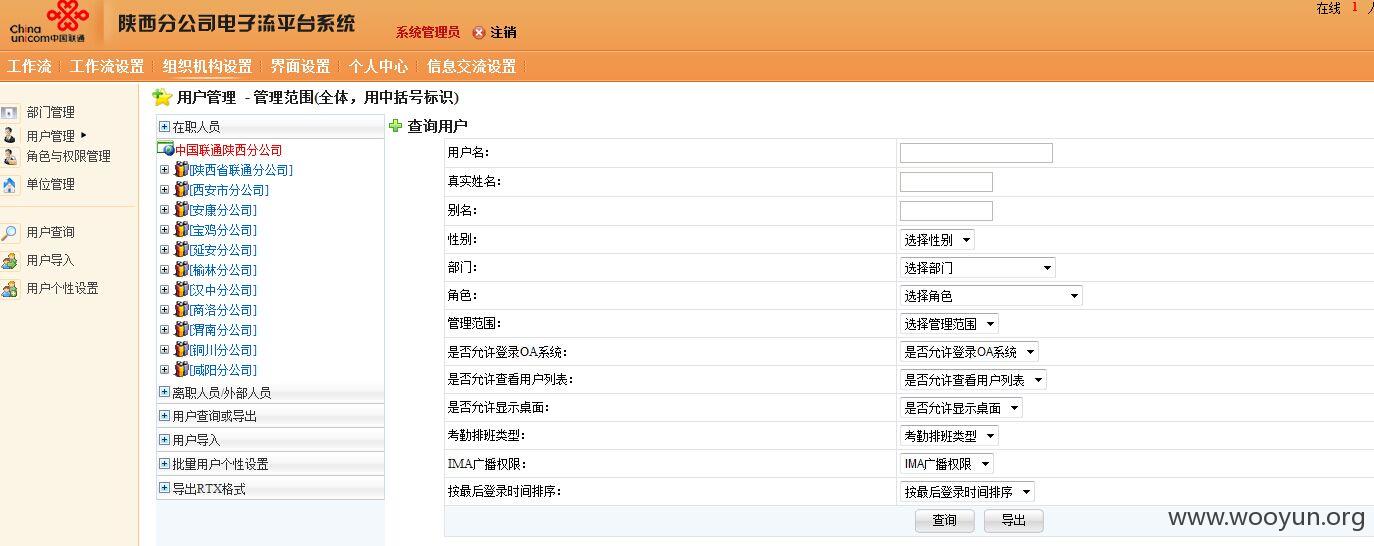 China
unicom中国联通
陕西分公司电子流平台系统
系统管理员 注销
在线 1 人
工作流 工作流设置 组织机构设置 界面设置 个人中心 信息交流设置
部门管理
用户管理
角色与权限管理
单位管理
用户查询
用户导入
用户个性设置
用户管理 - 管理范围(全体，用中括号标识)
在职人员
中国联通陕西分公司
[陕西省联通分公司]
[西安市分公司]
[安康分公司]
[宝鸡分公司]
[延安分公司]
[榆林分公司]
[汉中分公司]
[商洛分公司]
[渭南分公司]
[铜川分公司]
[咸阳分公司]
离职人员/外部人员
用户查询或导出
用户导入
批量用户个性设置
导出RTX格式
查询用户
用户名:
真实姓名:
别名:
性别: 选择性别
部门: 选择部门
角色: 选择角色
管理范围: 选择管理范围
是否允许登录OA系统: 是否允许登录OA系统
是否允许查看用户列表: 是否允许查看用户列表
是否允许显示桌面: 是否允许显示桌面
考勤排班类型: 考勤排班类型
IMA广播权限: IMA广播权限
按最后登录时间排序: 按最后登录时间排序
查询 导出
www.wooyun.org